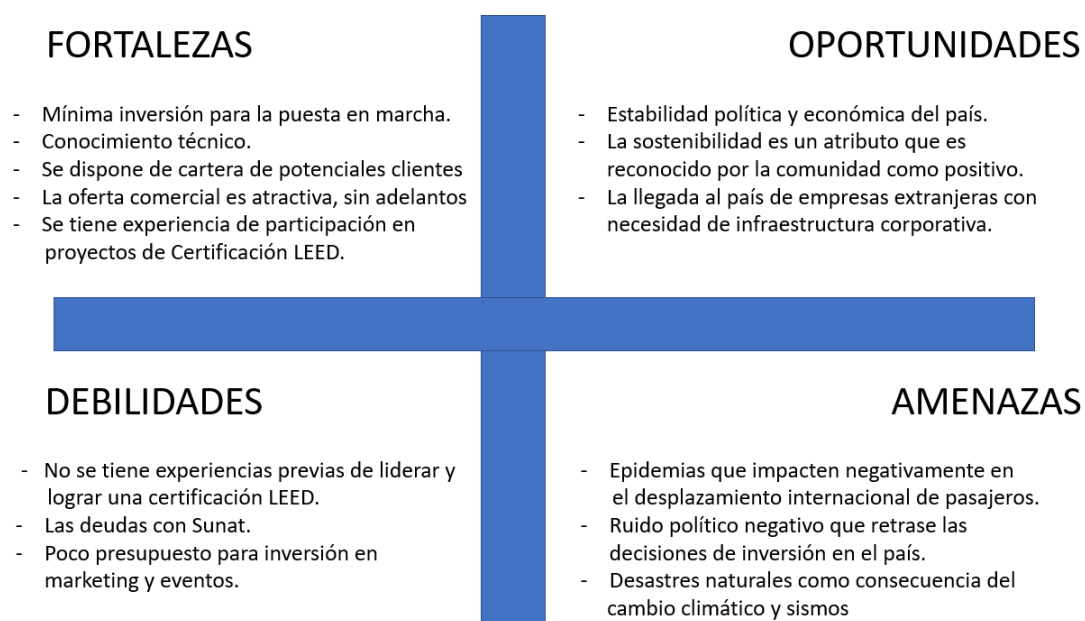 FORTALEZAS
- Mínima inversión para la puesta en marcha.
- Conocimiento técnico.
- Se dispone de cartera de potenciales clientes
- La oferta comercial es atractiva, sin adelantos
- Se tiene experiencia de participación en
proyectos de Certificación LEED.
OPORTUNIDADES
- Estabilidad política y económica del país.
- La sostenibilidad es un atributo que es
reconocido por la comunidad como positivo.
- La llegada al país de empresas extranjeras con
necesidad de infraestructura corporativa.
DEBILIDADES
- No se tiene experiencias previas de liderar y
lograr una certificación LEED.
- Las deudas con Sunat.
- Poco presupuesto para inversión en
marketing y eventos.
AMENAZAS
- Epidemias que impacten negativamente en
el desplazamiento internacional de pasajeros.
- Ruido político negativo que retrase las
decisiones de inversión en el país.
- Desastres naturales como consecuencia del
cambio climático y sismos